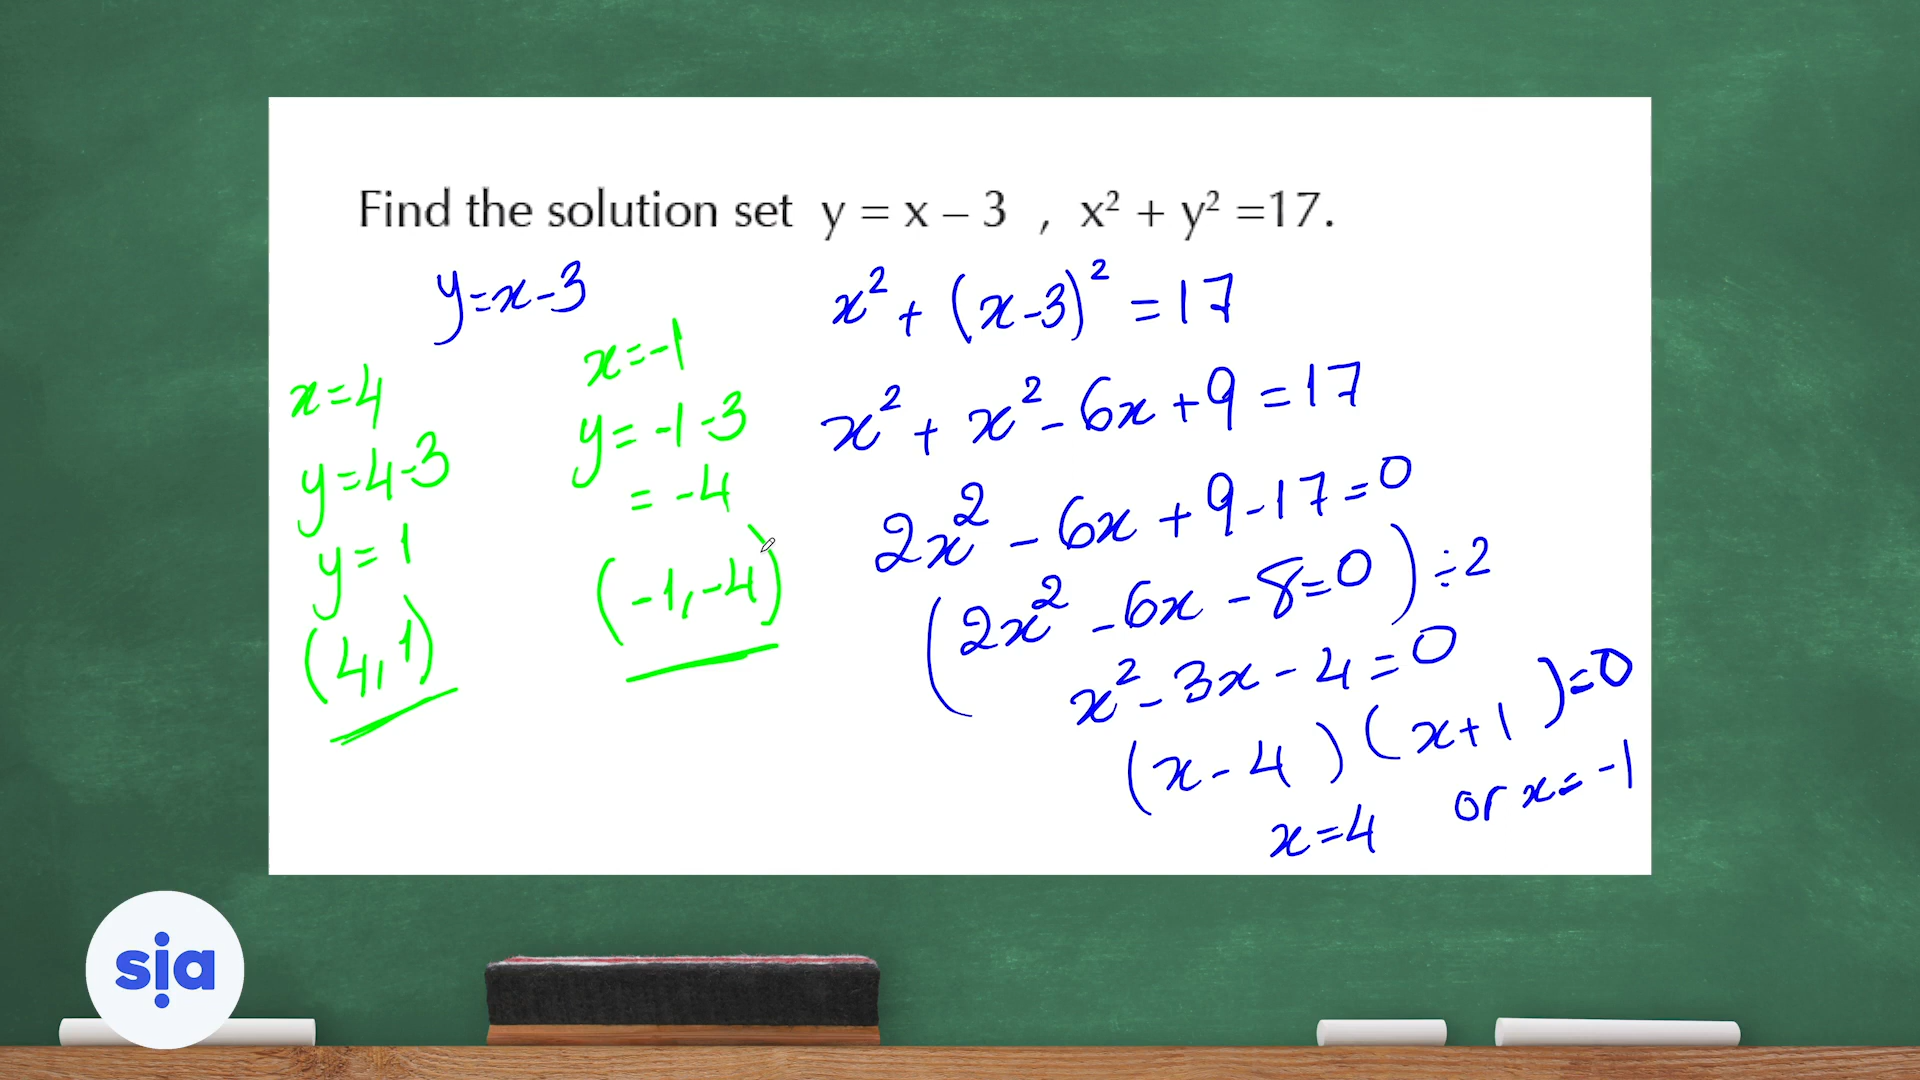 Find the solution set y = x – 3 , x² + y² =17.
y=x-3
x=4
y=4-3
y=1
(4,1)
x=-1
y=-1-3
=-4
(-1,-4)
x²+(x-3)²=17
x²+x²-6x+9=17
2x²-6x+9-17=0
(2x²-6x-8=0)÷2
x²-3x-4=0
(x-4)(x+1)=0
x=4 or x=-1
sia